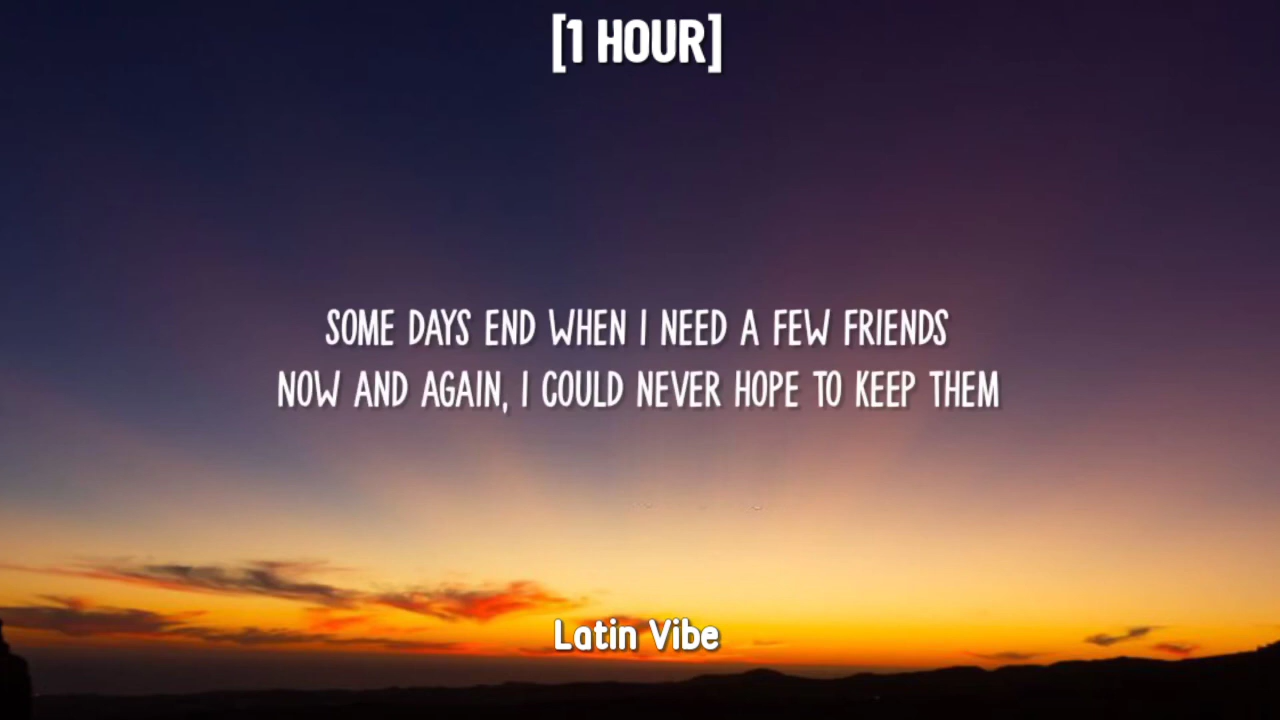 [1 HOUR]
SOME DAYS END WHEN I NEED A FEW FRIENDS
NOW AND AGAIN, I COULD NEVER HOPE TO KEEP THEM
Latin Vibe